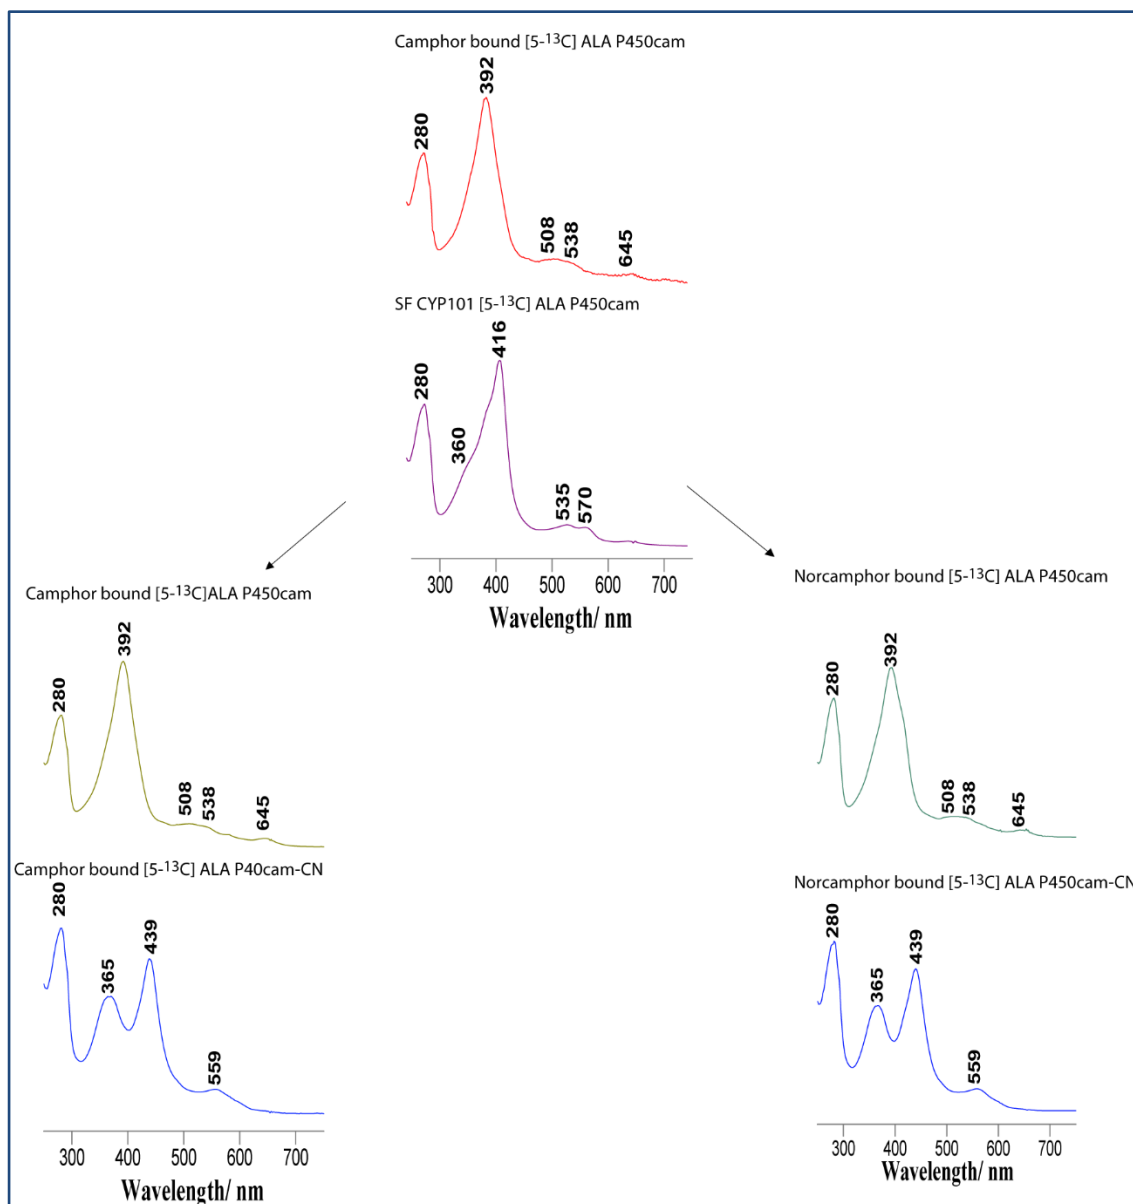 Camphor bound [5-¹³C] ALA P450cam
392
280
508
538
645
SF CYP101 [5-¹³C] ALA P450cam
416
280
360
535
570
300 400 500 600 700
Wavelength/ nm
Camphor bound [5-¹³C]ALA P450cam
392
280
508
538
645
Camphor bound [5-¹³C] ALA P40cam-CN
280
365
439
559
300 400 500 600 700
Wavelength/ nm
Norcamphor bound [5-¹³C] ALA P450cam
392
280
508
538
645
Norcamphor bound [5-¹³C] ALA P450cam-CN
280
365
439
559
300 400 500 600 700
Wavelength/ nm